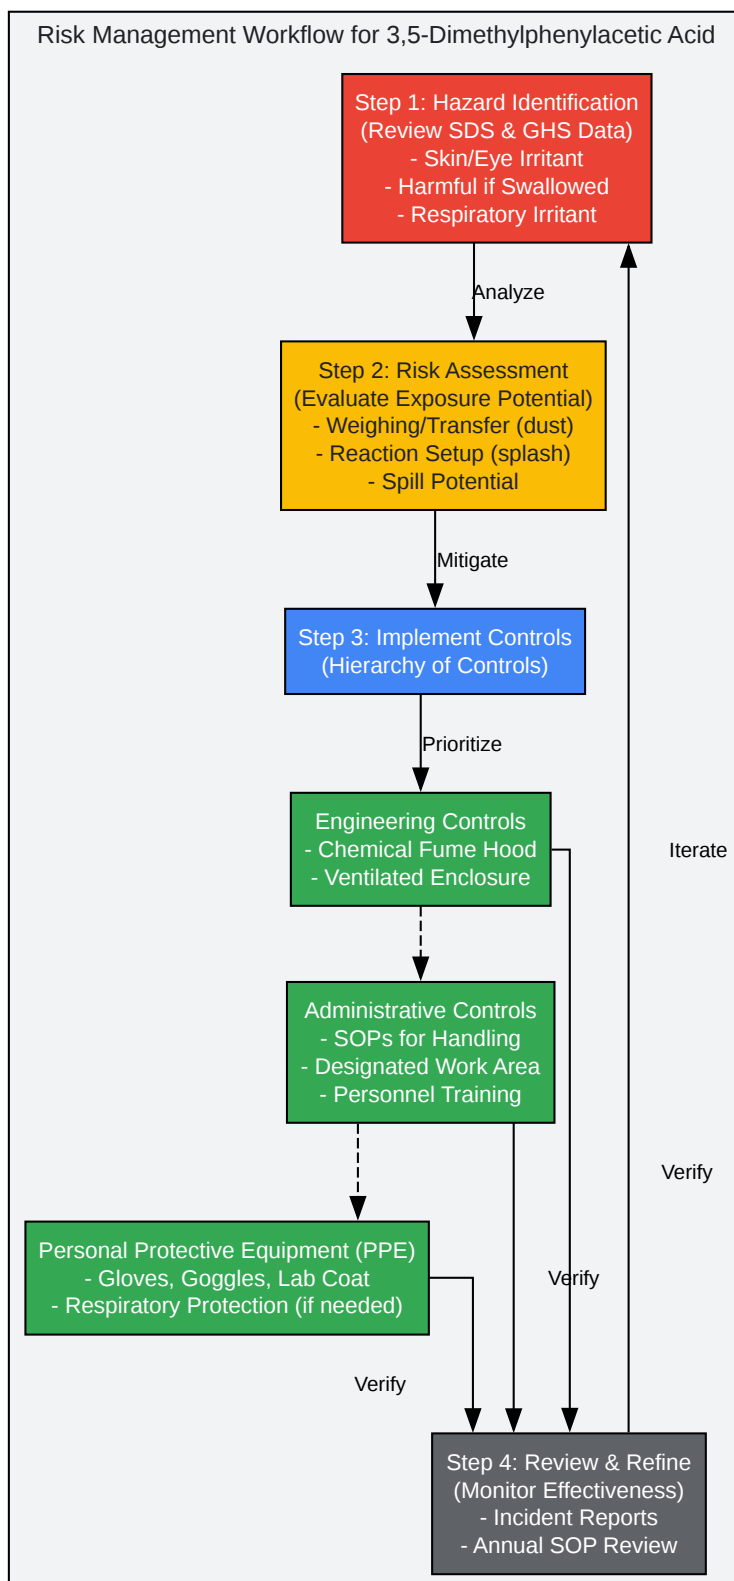 Risk Management Workflow for 3,5-Dimethylphenylacetic Acid
Step 1: Hazard Identification
(Review SDS & GHS Data)
- Skin/Eye Irritant
- Harmful if Swallowed
- Respiratory Irritant
Analyze
Step 2: Risk Assessment
(Evaluate Exposure Potential)
- Weighing/Transfer (dust)
- Reaction Setup (splash)
- Spill Potential
Mitigate
Step 3: Implement Controls
(Hierarchy of Controls)
Prioritize
Engineering Controls
- Chemical Fume Hood
- Ventilated Enclosure
Iterate
Administrative Controls
- SOPs for Handling
- Designated Work Area
- Personnel Training
Verify
Personal Protective Equipment (PPE)
- Gloves, Goggles, Lab Coat
- Respiratory Protection (if needed)
Verify
Verify
Step 4: Review & Refine
(Monitor Effectiveness)
- Incident Reports
- Annual SOP Review